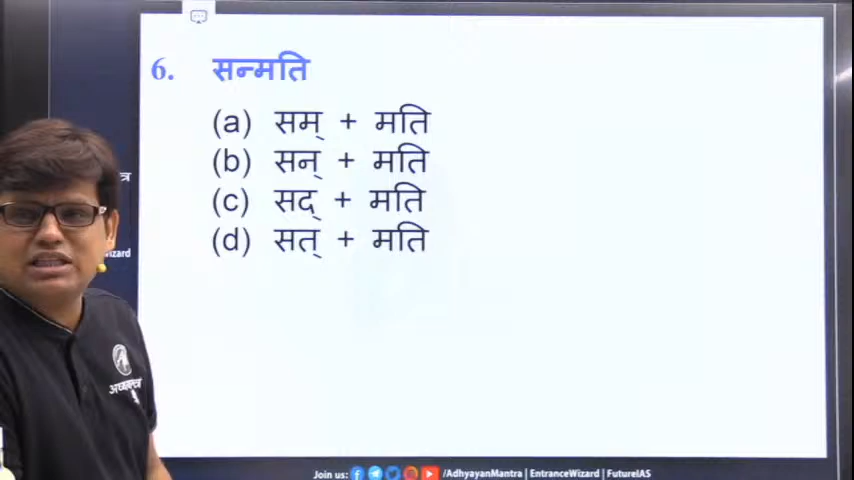 6. सन्मति
(a) सम् + मति
(b) सन् + मति
(c) सद् + मति
(d) सत् + मति
Join us: /AdhyayanMantra | EntranceWizard | FutureIAS